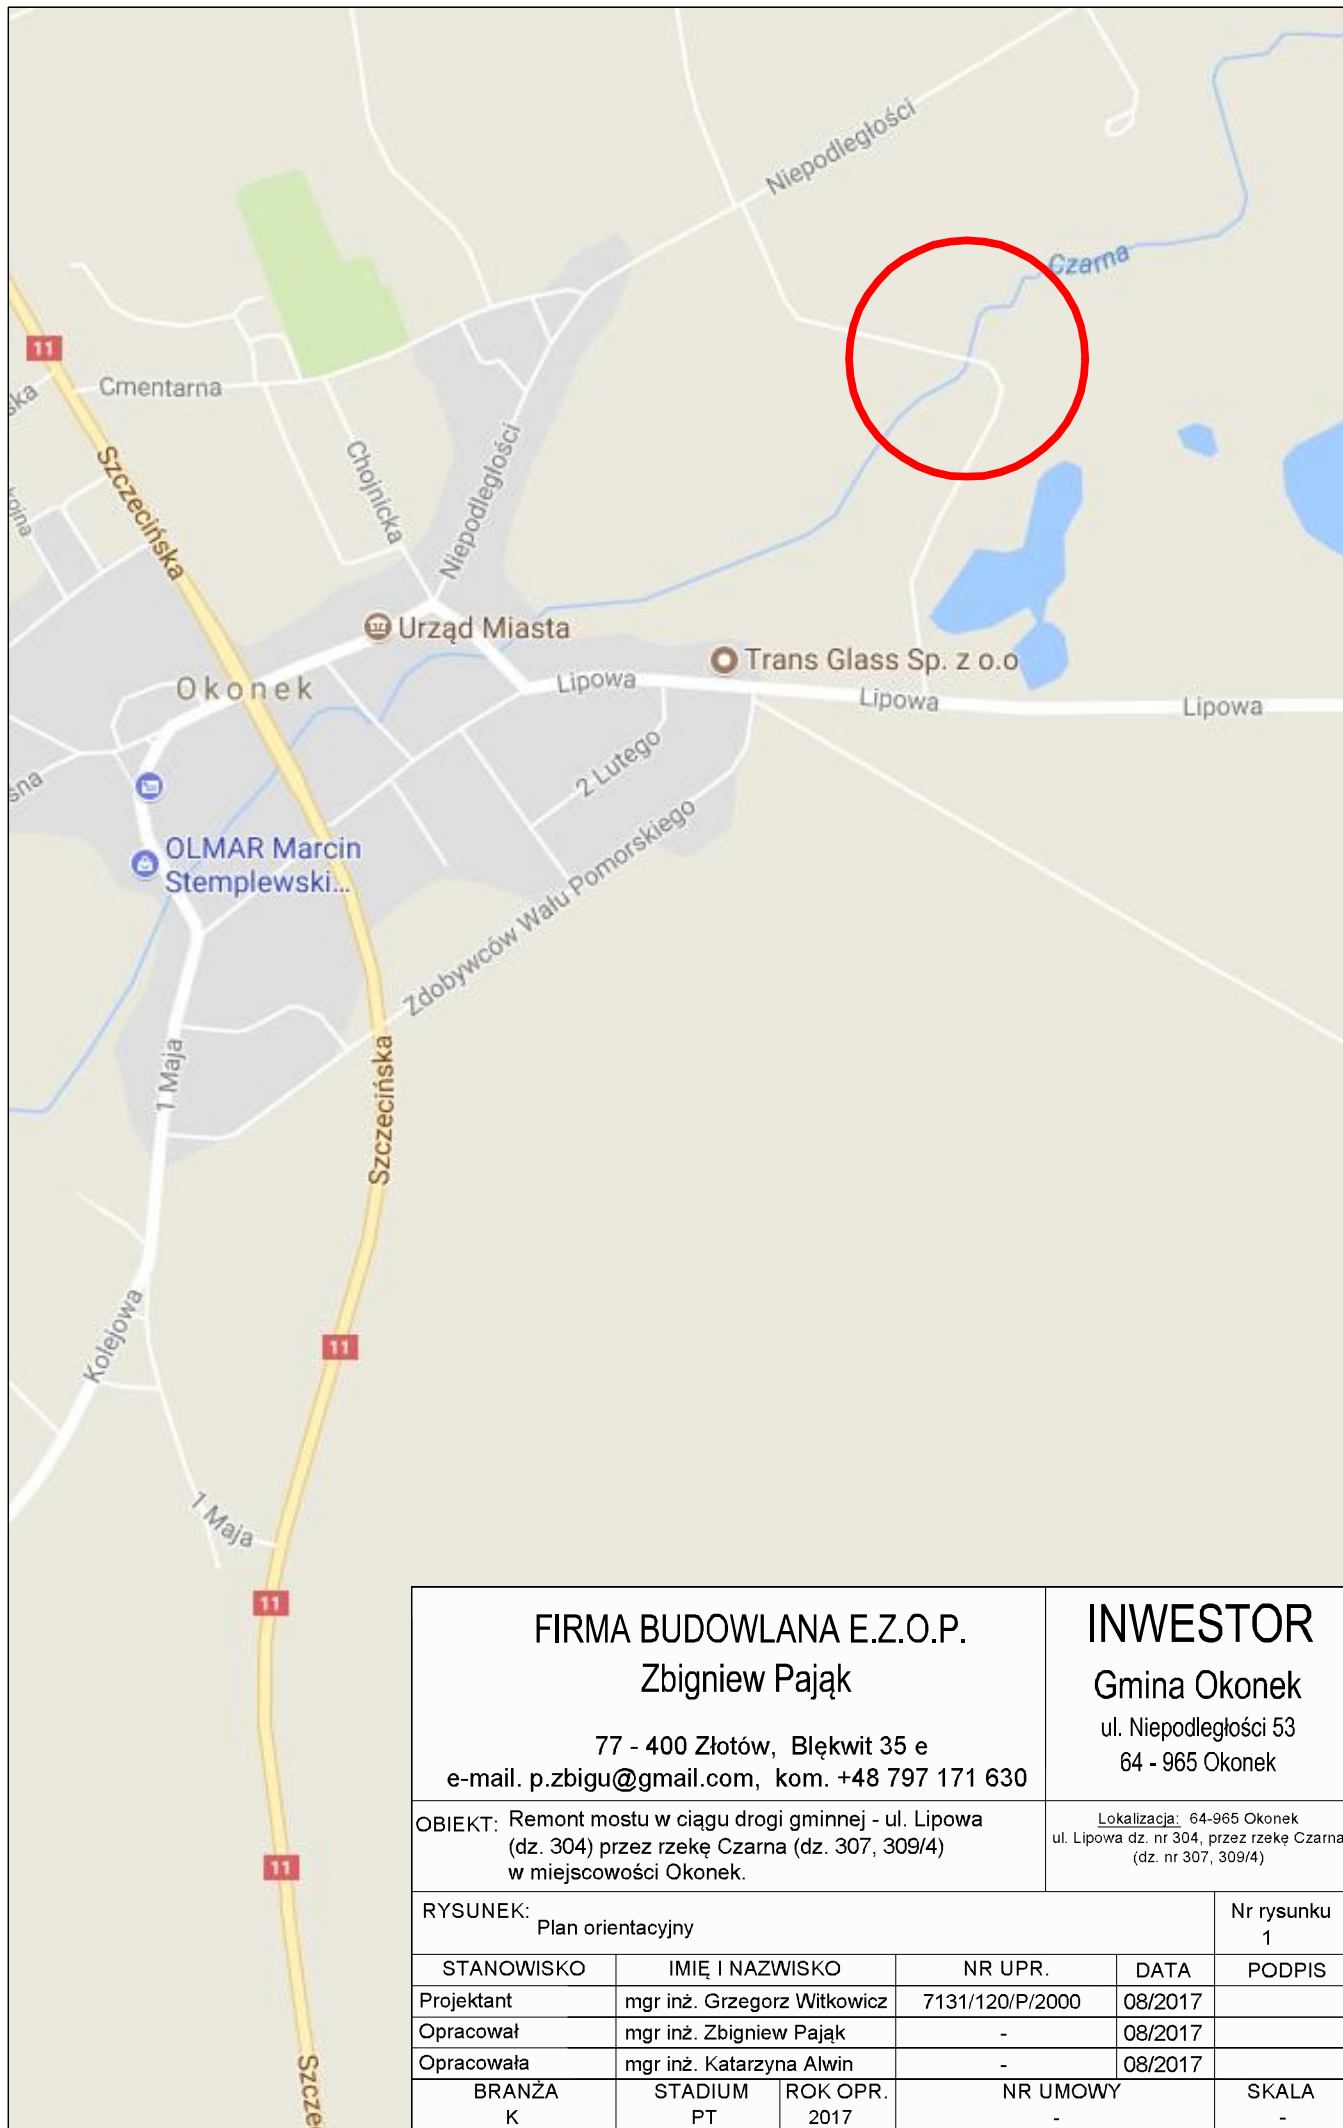 Niepodległości
Czarna
11
ska
Cmentarna
Szczecińska
Chojnicka
Niepodległości
kojna
Urząd Miasta
Trans Glass Sp. z o.o
Okonek
Lipowa
Lipowa
Lipowa
2 Lutego
sna
OLMAR Marcin
Stemplewski...
Zdobywców Wału Pomorskiego
1 Maja
Szczecińska
Kolejowa
11
1 Maja
11
11
Szcze
FIRMA BUDOWLANA E.Z.O.P.
Zbigniew Pająk
77 - 400 Złotów, Blękwit 35 e
e-mail. p.zbigu@gmail.com, kom. +48 797 171 630
INWESTOR
Gmina Okonek
ul. Niepodległości 53
64 - 965 Okonek
OBIEKT: Remont mostu w ciągu drogi gminnej - ul. Lipowa
(dz. 304) przez rzekę Czarna (dz. 307, 309/4)
w miejscowości Okonek.
Lokalizacja: 64-965 Okonek
ul. Lipowa dz. nr 304, przez rzekę Czarna
(dz. nr 307, 309/4)
RYSUNEK:
Plan orientacyjny
Nr rysunku
1
STANOWISKO IMIĘ I NAZWISKO NR UPR. DATA PODPIS
Projektant mgr inż. Grzegorz Witkowicz 7131/120/P/2000 08/2017
Opracował mgr inż. Zbigniew Pająk - 08/2017
Opracowała mgr inż. Katarzyna Alwin - 08/2017
BRANŻA STADIUM ROK OPR. NR UMOWY SKALA
K PT 2017 - -